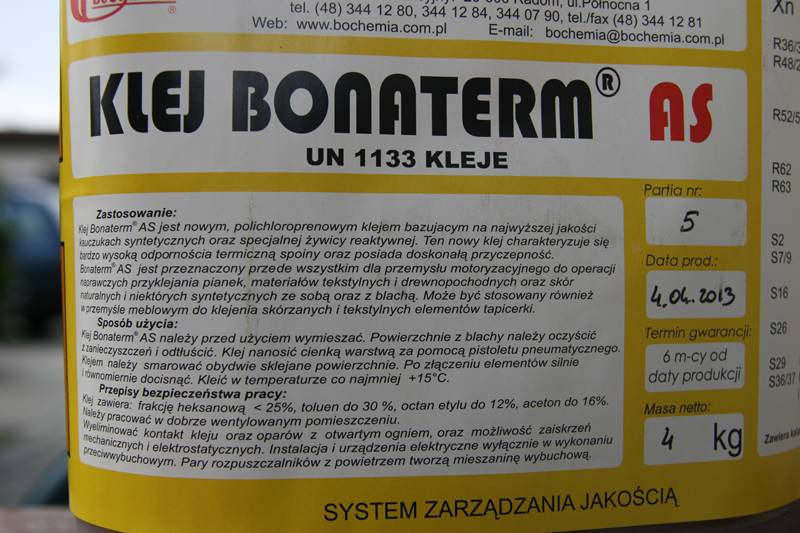 ®
Radom, ul.Północna 1
tel. (48) 344 12 80, 344 12 84, 344 07 90, tel./fax (48) 344 12 81
Web: www.bochemia.com.pl E-mail: bochemia@bochemia.com.pl
KLEJ BONATERM® AS
UN 1133 KLEJE
Zastosowanie:
Klej Bonaterm® AS jest nowym, polichloroprenowym klejem bazujacym na najwyższej jakości
kauczukach syntetycznych oraz specjalnej żywicy reaktywnej. Ten nowy klej charakteryzuje się
bardzo wysoką odpornością termiczną spoiny oraz posiada doskonałą przyczepność.
Bonaterm® AS jest przeznaczony przede wszystkim dla przemysłu motoryzacyjnego do operacji
naprawczych przyklejania pianek, materiałów tekstylnych i drewnopochodnych oraz skór
naturalnych i niektórych syntetycznych ze sobą oraz z blachą. Może być stosowany również
w przemyśle meblowym do klejenia skórzanych i tekstylnych elementów tapicerki.
Sposób użycia:
Klej Bonaterm® AS należy przed użyciem wymieszać. Powierzchnie z blachy należy oczyścić
z zanieczyszczeń i odtłuścić. Klej nanosić cienką warstwą za pomocą pistoletu pneumatycznego.
Klejem należy smarować obydwie sklejane powierzchnie. Po złączeniu elementów silnie
i równomiernie docisnąć. Kleić w temperaturze co najmniej +15°C.
Przepisy bezpieczeństwa pracy:
Klej zawiera: frakcję heksanową < 25%, toluen do 30 %, octan etylu do 12%, aceton do 16%.
Należy pracować w dobrze wentylowanym pomieszczeniu.
Wyeliminować kontakt kleju oraz oparów z otwartym ogniem, oraz możliwość zaiskrzeń
mechanicznych i elektrostatycznych. Instalacja i urządzenia elektryczne wyłącznie w wykonaniu
przeciwwybuchowym. Pary rozpuszczalników z powietrzem tworzą mieszaninę wybuchową.
Partia nr:
5
Data prod.:
4.04.2013
Termin gwarancji:
6 m-cy od
daty produkcji
Masa netto:
4 kg
SYSTEM ZARZĄDZANIA JAKOŚCIĄ
Xn
R36/3
R48/2
R52/5
R62
R63
S2
S7/9
S16
S26
S29
S36/37
Zawiera